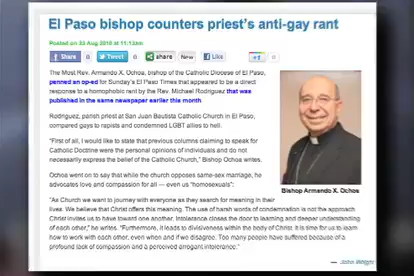 El Paso bishop counters priest's anti-gay rant
Posted on 30 Aug 2010 at 11:13am
Share 0 Tweet 0 share New Like +1 0
The Most Rev. Armando X. Ochoa, bishop of the Catholic Diocese of El Paso,
penned an op-ed for Sunday's El Paso Times that appeared to be a direct
response to a homophobic rant by the Rev. Michael Rodriguez that was
published in the same newspaper earlier this month.
Rodriguez, parish priest at San Juan Bautista Catholic Church in El Paso,
compared gays to rapists and condemned LGBT allies to hell.
"First of all, I would like to state that previous columns claiming to speak for
Catholic Doctrine were the personal opinions of individuals and do not
necessarily express the belief of the Catholic Church," Bishop Ochoa writes.
Bishop Armando X. Ochoa
Ochoa went on to say that while the church opposes same-sex marriage, he
advocates love and compassion for all — even us "homosexuals":
"As Church we want to journey with everyone as they search for meaning in their
lives. We believe that Christ offers this meaning. The use of harsh words of condemnation is not the approach
Christ invites us to have toward one another. Intolerance closes the door to learning and deeper understanding
of each other," he writes. "Furthermore, it leads to divisiveness within the body of Christ. It is time for us to learn
how to work with each other, even when and if we disagree. Too many people have suffered because of a
profound lack of compassion and a perceived arrogant intolerance."
— John Wright